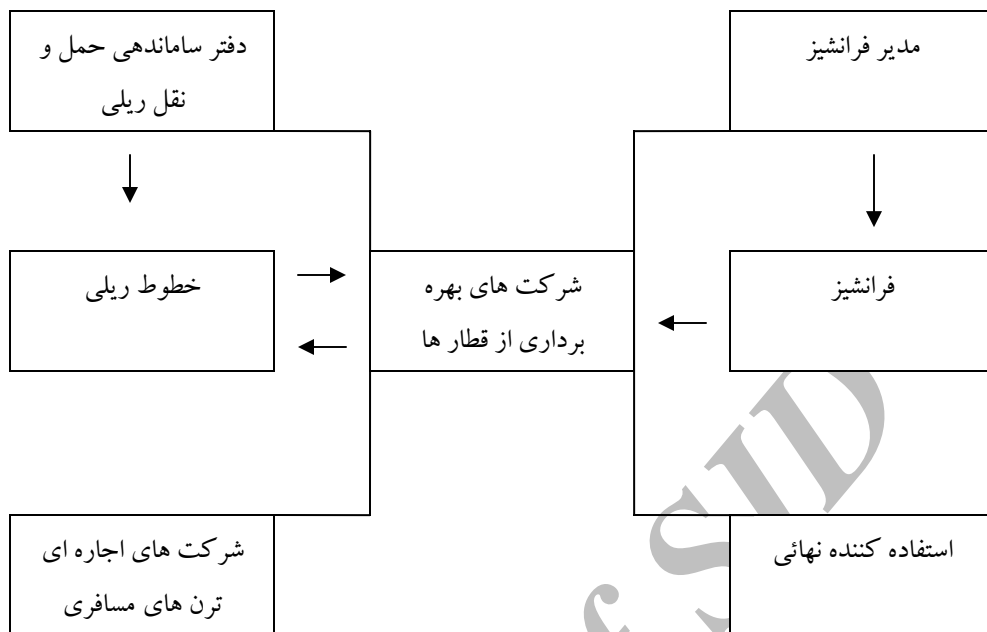 مدیر فرانشیز
دفتر ساماندهی حمل و
نقل ریلی
فرانشیز
شرکت های بهره
برداری از قطار ها
خطوط ریلی
استفاده کننده نهائی
شرکت های اجاره ای
ترن های مسافری
f SID